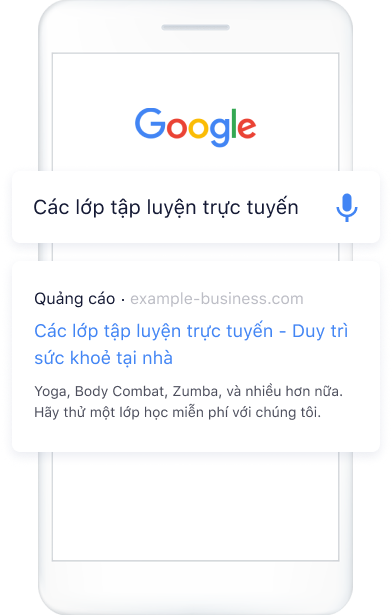 Google
Các lớp tập luyện trực tuyến
Quảng cáo · example-business.com
Các lớp tập luyện trực tuyến - Duy trì
sức khoẻ tại nhà
Yoga, Body Combat, Zumba, và nhiều hơn nữa.
Hãy thử một lớp học miễn phí với chúng tôi.